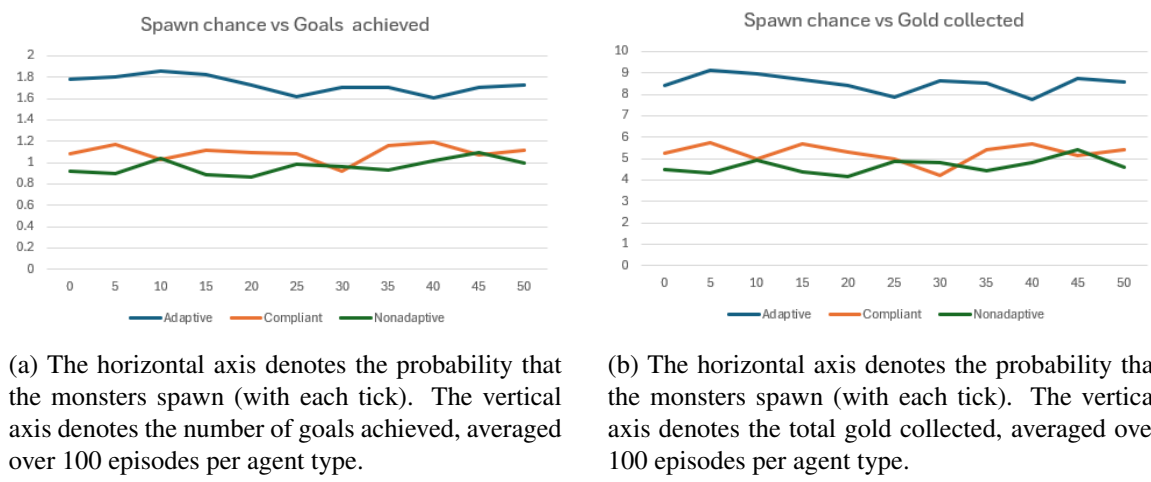 Spawn chance vs Goals achieved
2
1.8
1.6
1.4
1.2
1
0.8
0.6
0.4
0.2
0
0 5 10 15 20 25 30 35 40 45 50
Adaptive Compliant Nonadaptive
(a) The horizontal axis denotes the probability that
the monsters spawn (with each tick). The vertical
axis denotes the number of goals achieved, averaged
over 100 episodes per agent type.
Spawn chance vs Gold collected
10
9
8
7
6
5
4
3
2
1
0
0 5 10 15 20 25 30 35 40 45 50
Adaptive Compliant Nonadaptive
(b) The horizontal axis denotes the probability tha
the monsters spawn (with each tick). The vertica
axis denotes the total gold collected, averaged ove
100 episodes per agent type.